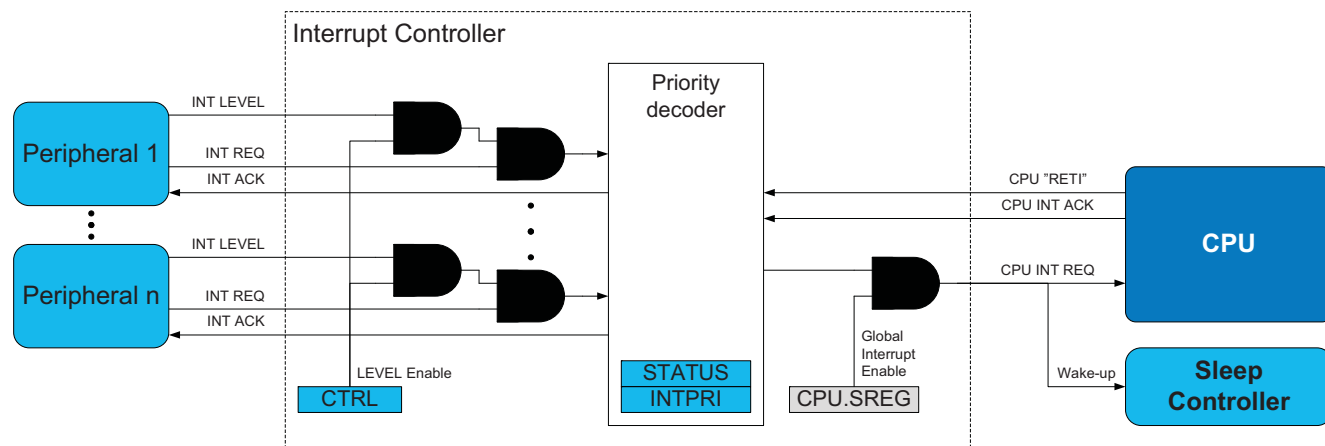 Interrupt Controller
Priority
decoder
INT LEVEL
Peripheral 1
INT REQ
INT ACK
INT LEVEL
Peripheral n
INT REQ
INT ACK
LEVEL Enable
CTRL
STATUS
INTPRI
Global
Interrupt
Enable
CPU.SREG
CPU ”RETI”
CPU INT ACK
CPU
CPU INT REQ
Wake-up
Sleep
Controller